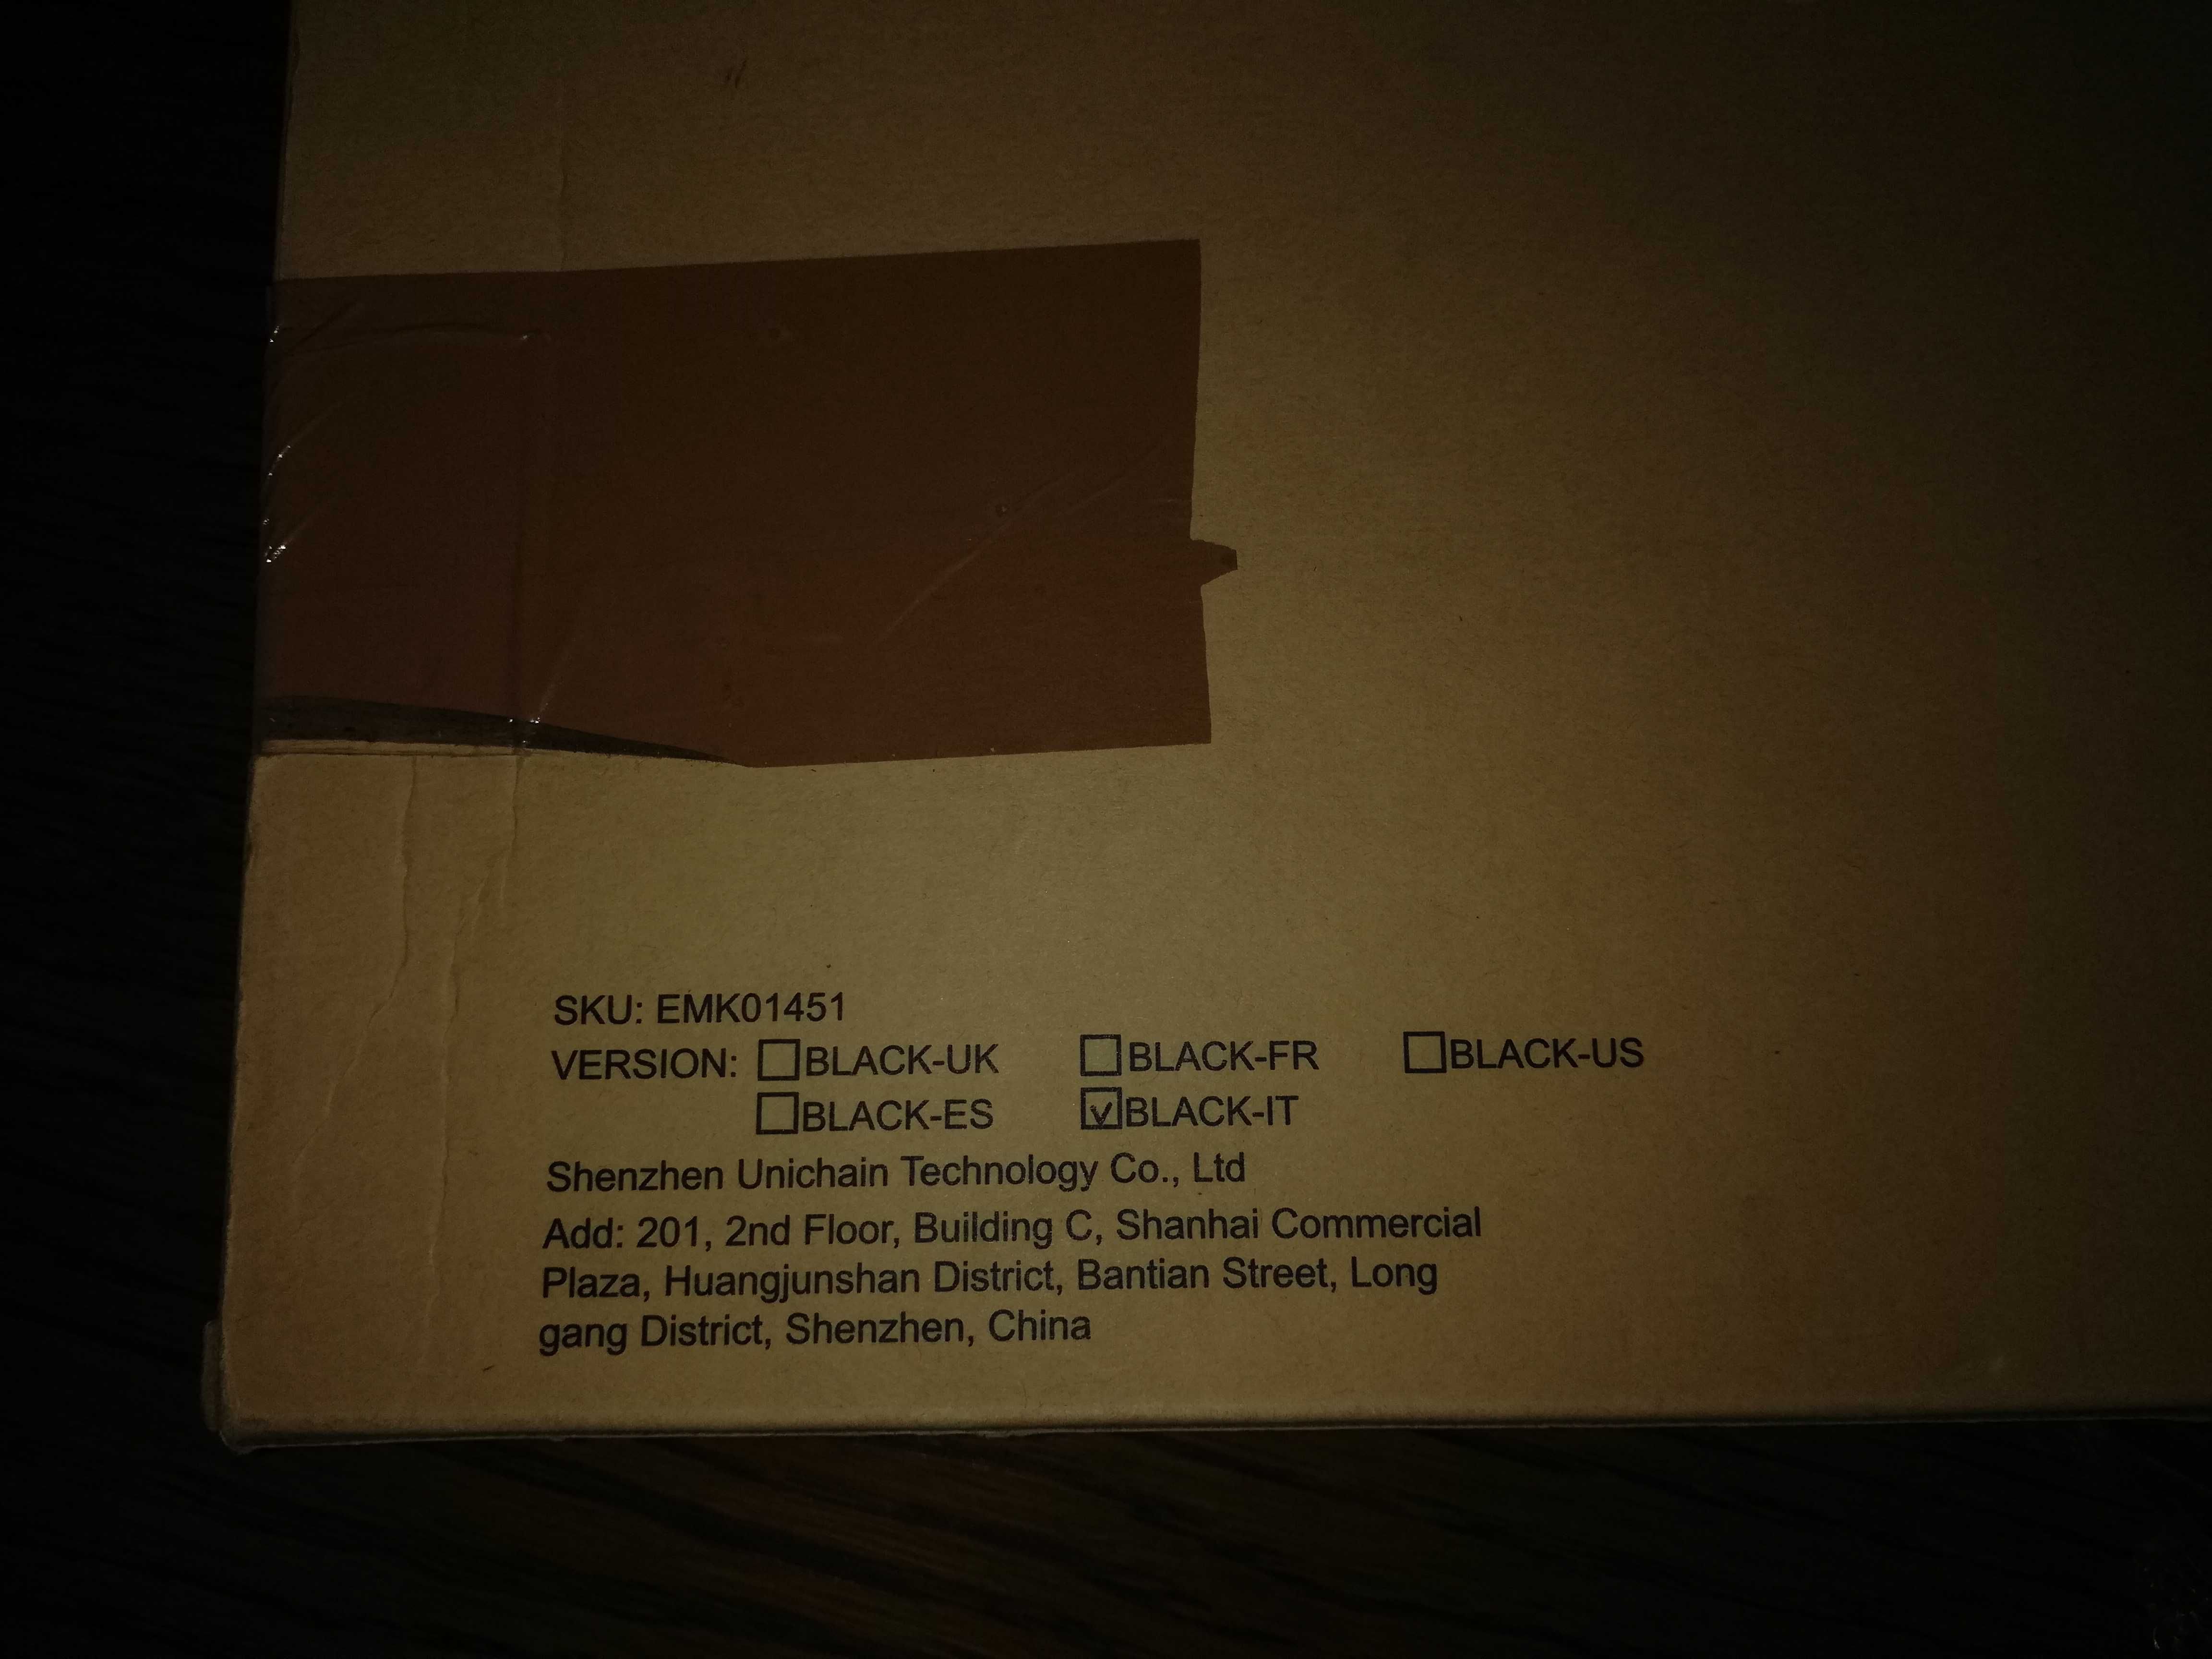 SKU: EMK01451
VERSION: ☐BLACK-UK ☐BLACK-FR ☐BLACK-US
☐BLACK-ES ☑BLACK-IT
Shenzhen Unichain Technology Co., Ltd
Add: 201, 2nd Floor, Building C, Shanhai Commercial
Plaza, Huangjunshan District, Bantian Street, Long
gang District, Shenzhen, China